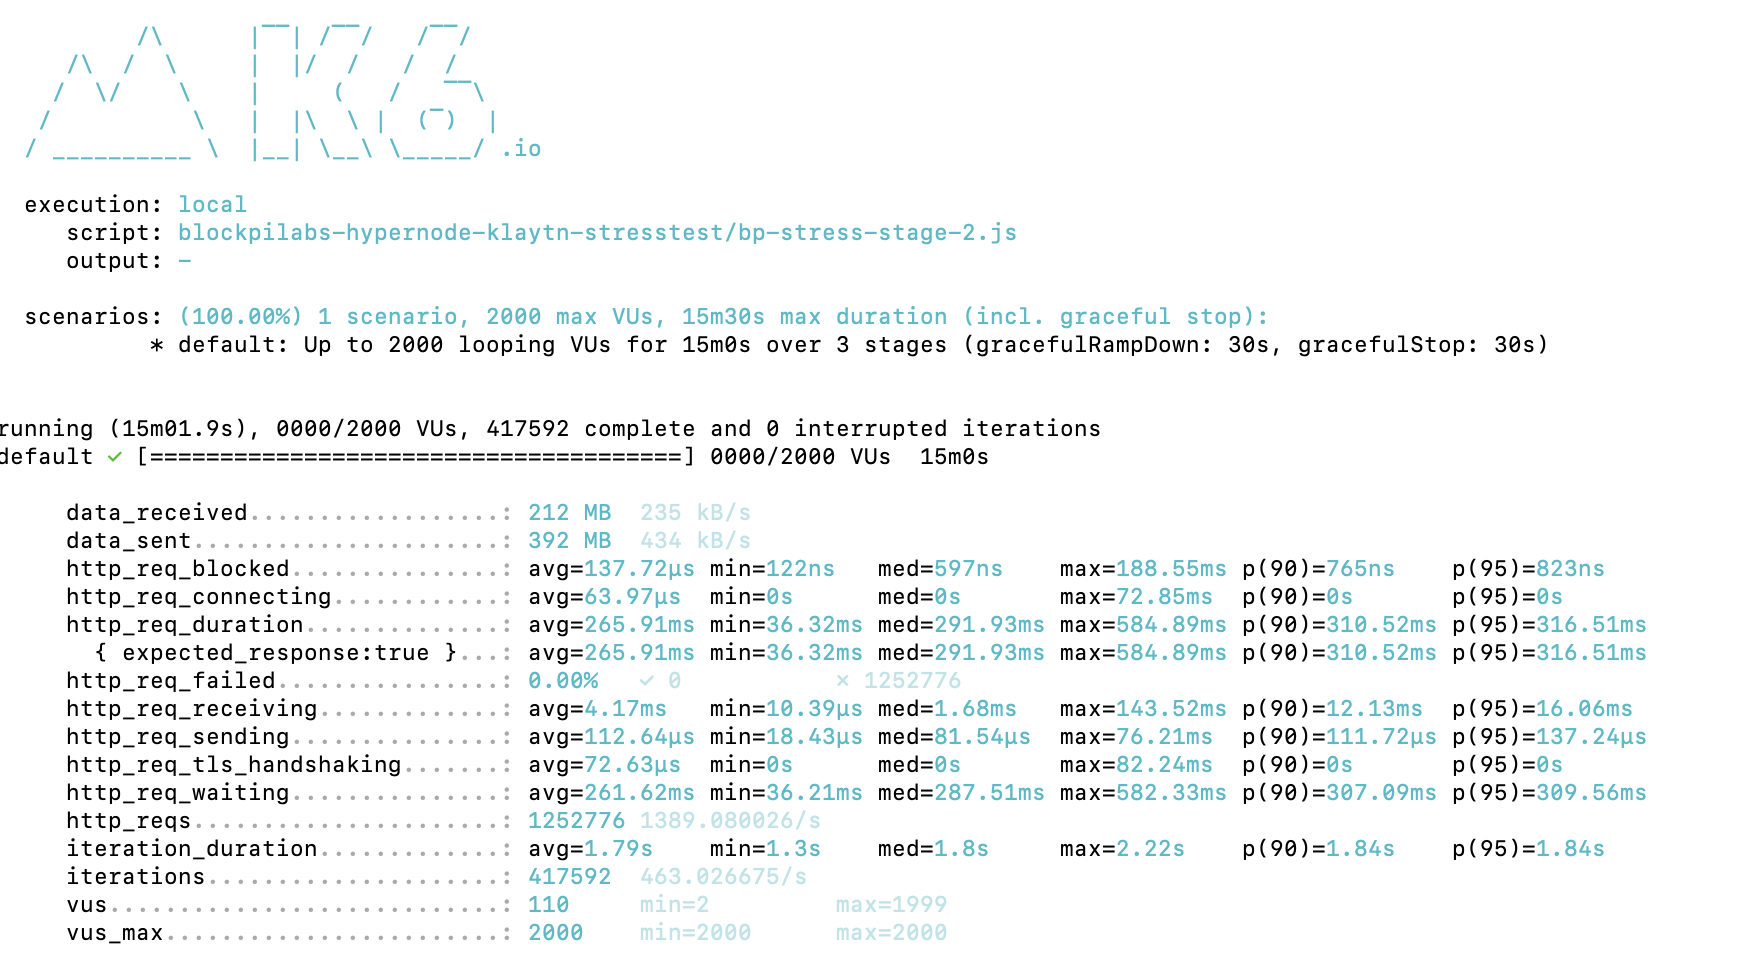 K6 .io
execution: local
script: blockpilabs-hypernode-klaytn-stresstest/bp-stress-stage-2.js
output: -
scenarios: (100.00%) 1 scenario, 2000 max VUs, 15m30s max duration (incl. graceful stop):
* default: Up to 2000 looping VUs for 15m0s over 3 stages (gracefulRampDown: 30s, gracefulStop: 30s)
running (15m01.9s), 0000/2000 VUs, 417592 complete and 0 interrupted iterations
default ✓ [======================================] 0000/2000 VUs  15m0s
data_received..................: 212 MB  235 kB/s
data_sent......................: 392 MB  434 kB/s
http_req_blocked...............: avg=137.72µs min=122ns   med=597ns    max=188.55ms p(90)=765ns    p(95)=823ns
http_req_connecting............: avg=63.97µs  min=0s      med=0s       max=72.85ms  p(90)=0s       p(95)=0s
http_req_duration..............: avg=265.91ms min=36.32ms med=291.93ms max=584.89ms p(90)=310.52ms p(95)=316.51ms
{ expected_response:true }...: avg=265.91ms min=36.32ms med=291.93ms max=584.89ms p(90)=310.52ms p(95)=316.51ms
http_req_failed................: 0.00%   ✓ 0           ✗ 1252776
http_req_receiving.............: avg=4.17ms   min=10.39µs med=1.68ms   max=143.52ms p(90)=12.13ms  p(95)=16.06ms
http_req_sending...............: avg=112.64µs min=18.43µs med=81.54µs  max=76.21ms  p(90)=111.72µs p(95)=137.24µs
http_req_tls_handshaking.......: avg=72.63µs  min=0s      med=0s       max=82.24ms  p(90)=0s       p(95)=0s
http_req_waiting...............: avg=261.62ms min=36.21ms med=287.51ms max=582.33ms p(90)=307.09ms p(95)=309.56ms
http_reqs......................: 1252776 1389.080026/s
iteration_duration.............: avg=1.79s    min=1.3s    med=1.8s     max=2.22s    p(90)=1.84s    p(95)=1.84s
iterations.....................: 417592  463.026675/s
vus............................: 110     min=2         max=1999
vus_max........................: 2000    min=2000      max=2000